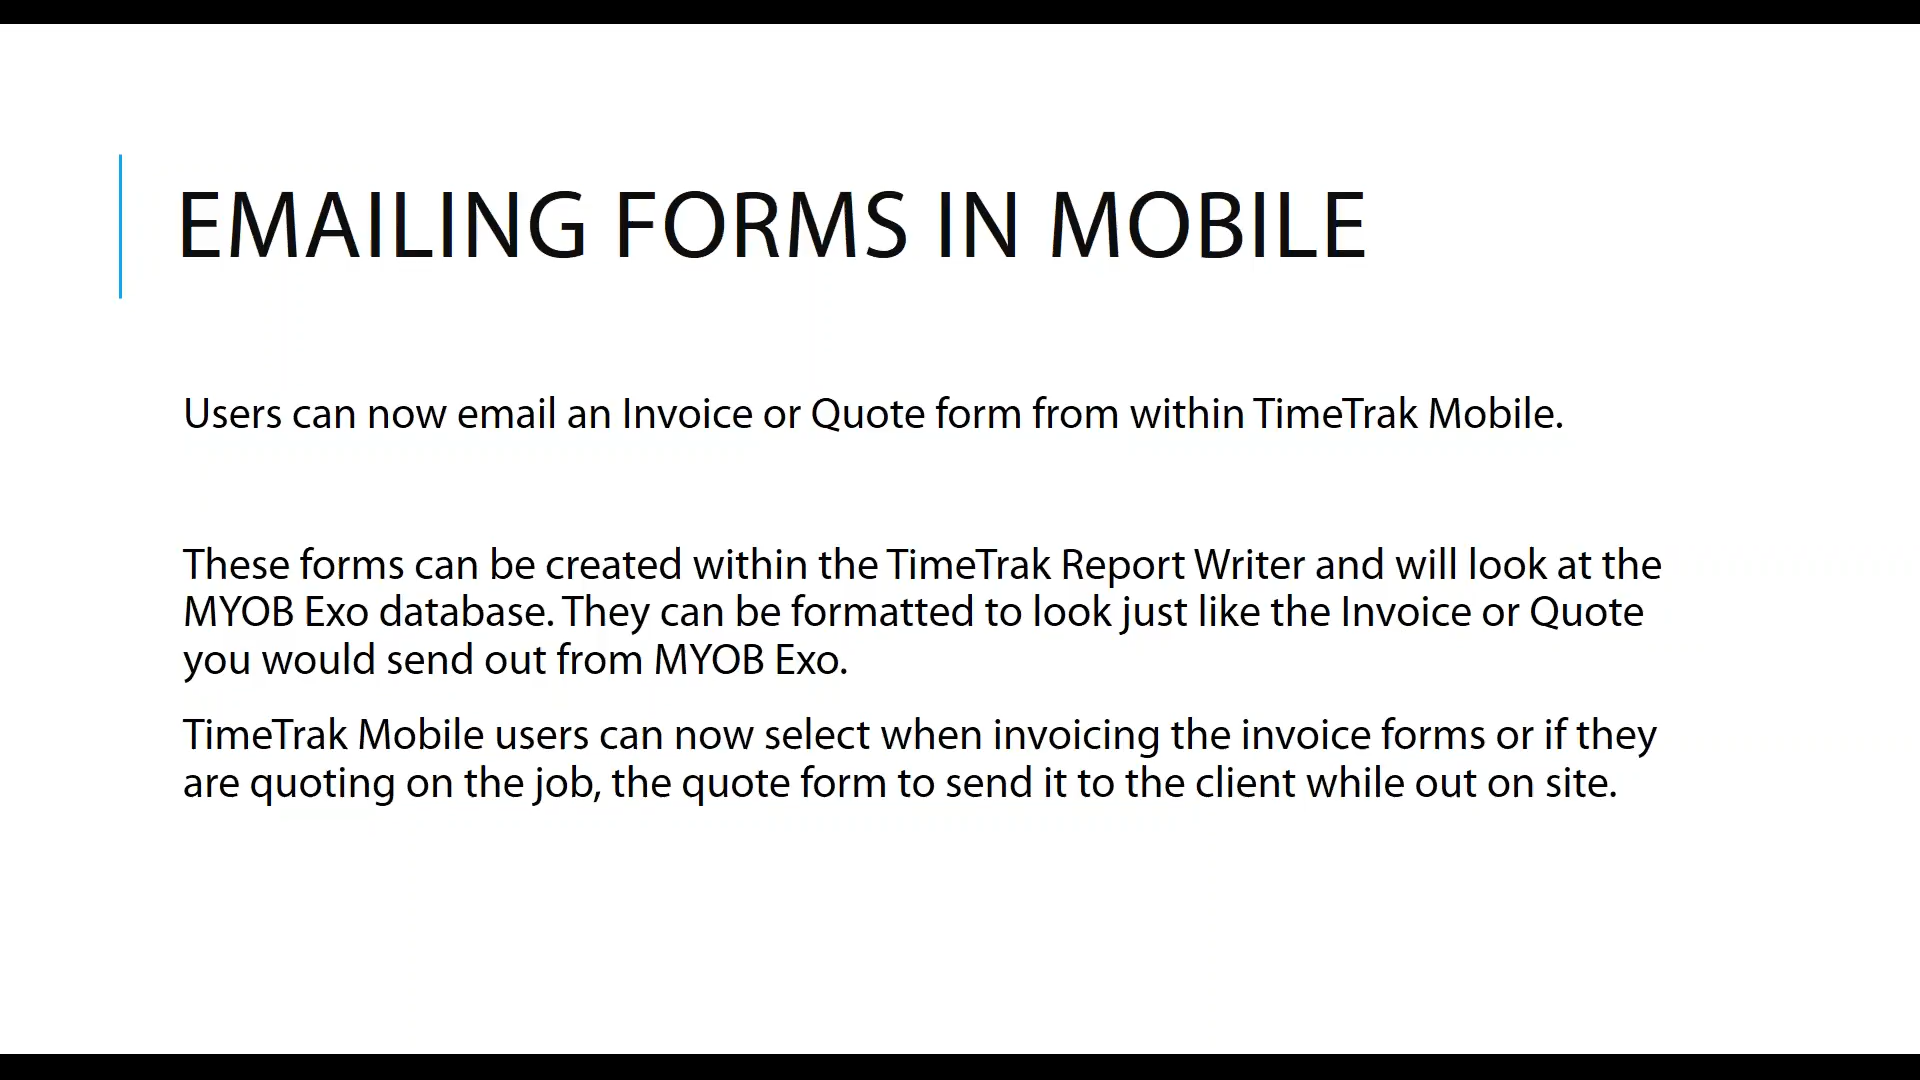 EMAILING FORMS IN MOBILE
Users can now email an Invoice or Quote form from within TimeTrak Mobile.
These forms can be created within the TimeTrak Report Writer and will look at the
MYOB Exo database. They can be formatted to look just like the Invoice or Quote
you would send out from MYOB Exo.
TimeTrak Mobile users can now select when invoicing the invoice forms or if they
are quoting on the job, the quote form to send it to the client while out on site.